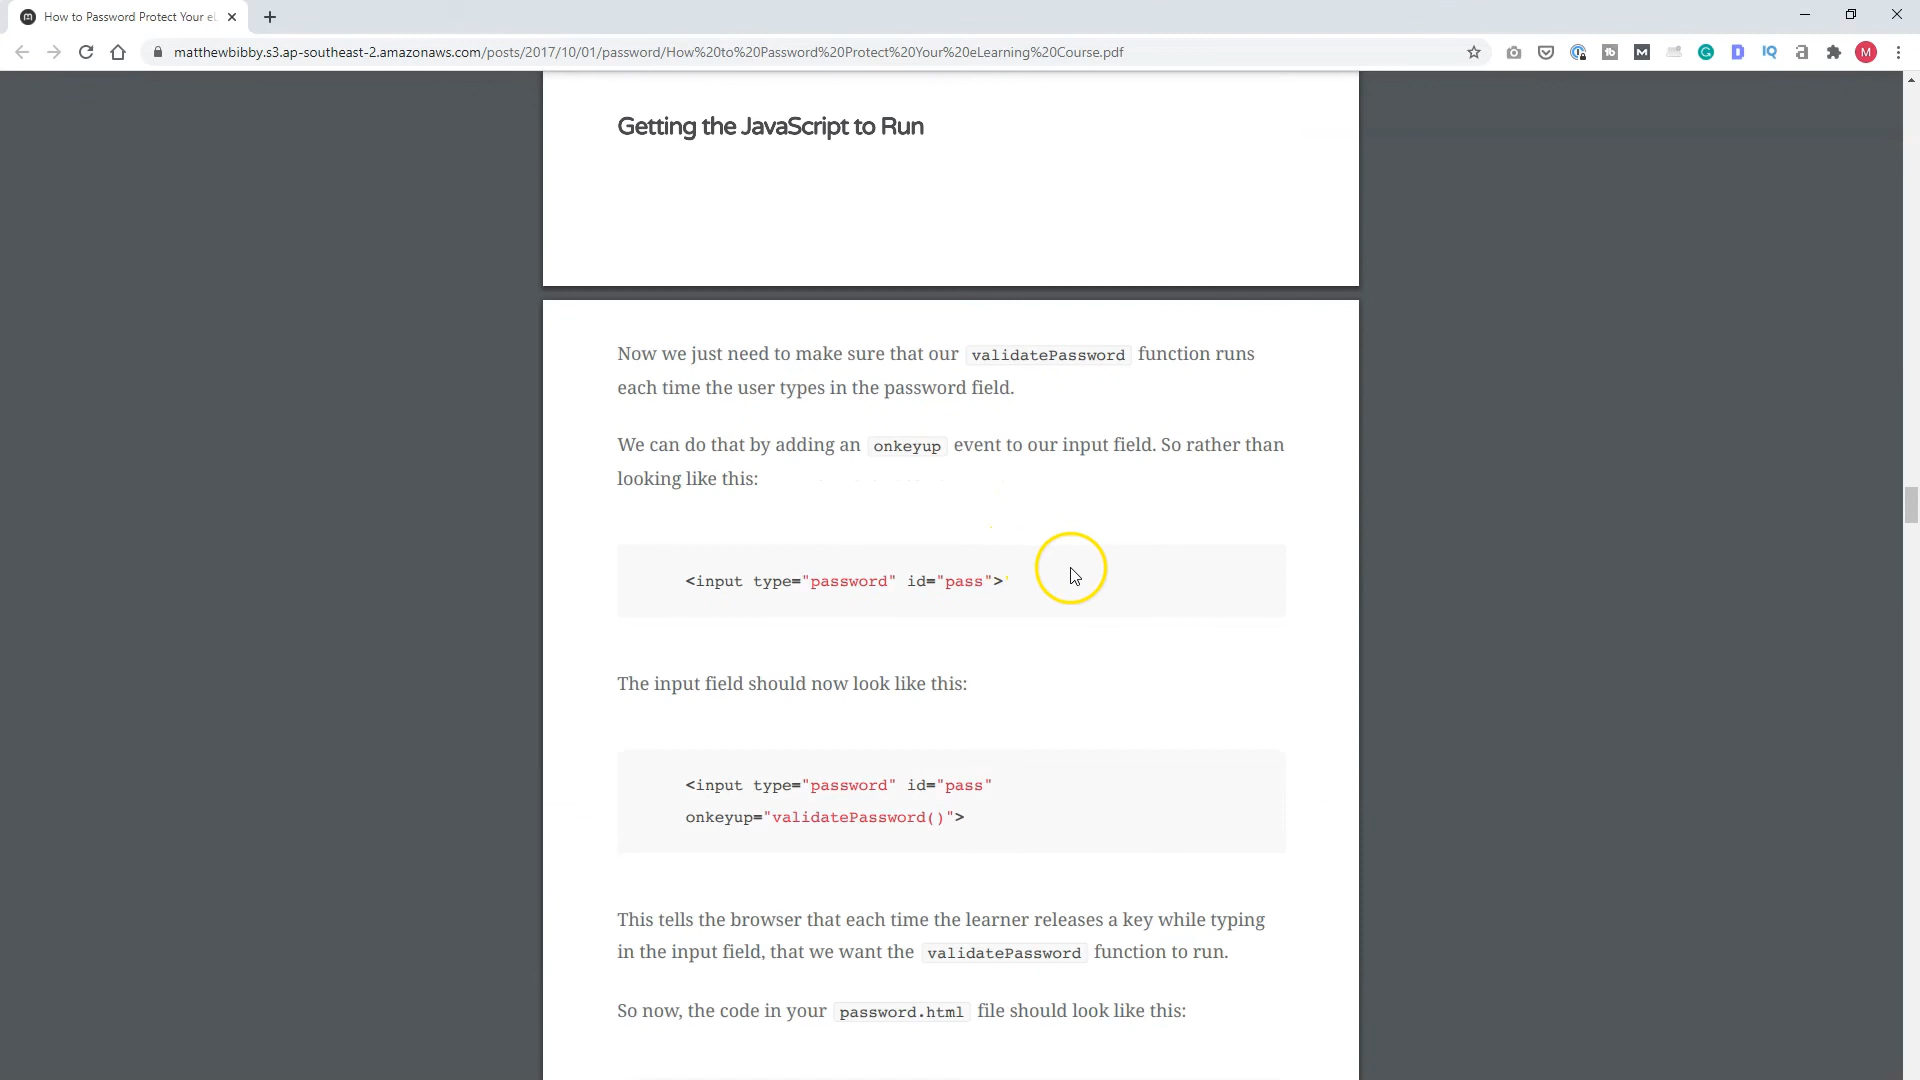 How to Password Protect Your eL
matthewbibby.s3.ap-southeast-2.amazonaws.com/posts/2017/10/01/password/How%20to%20Password%20Protect%20Your%20eLearning%20Course.pdf
Getting the JavaScript to Run
Now we just need to make sure that our validatePassword function runs
each time the user types in the password field.
We can do that by adding an onkeyup event to our input field. So rather than
looking like this:
<input type="password" id="pass">
The input field should now look like this:
<input type="password" id="pass"
onkeyup="validatePassword()">
This tells the browser that each time the learner releases a key while typing
in the input field, that we want the validatePassword function to run.
So now, the code in your password.html file should look like this: